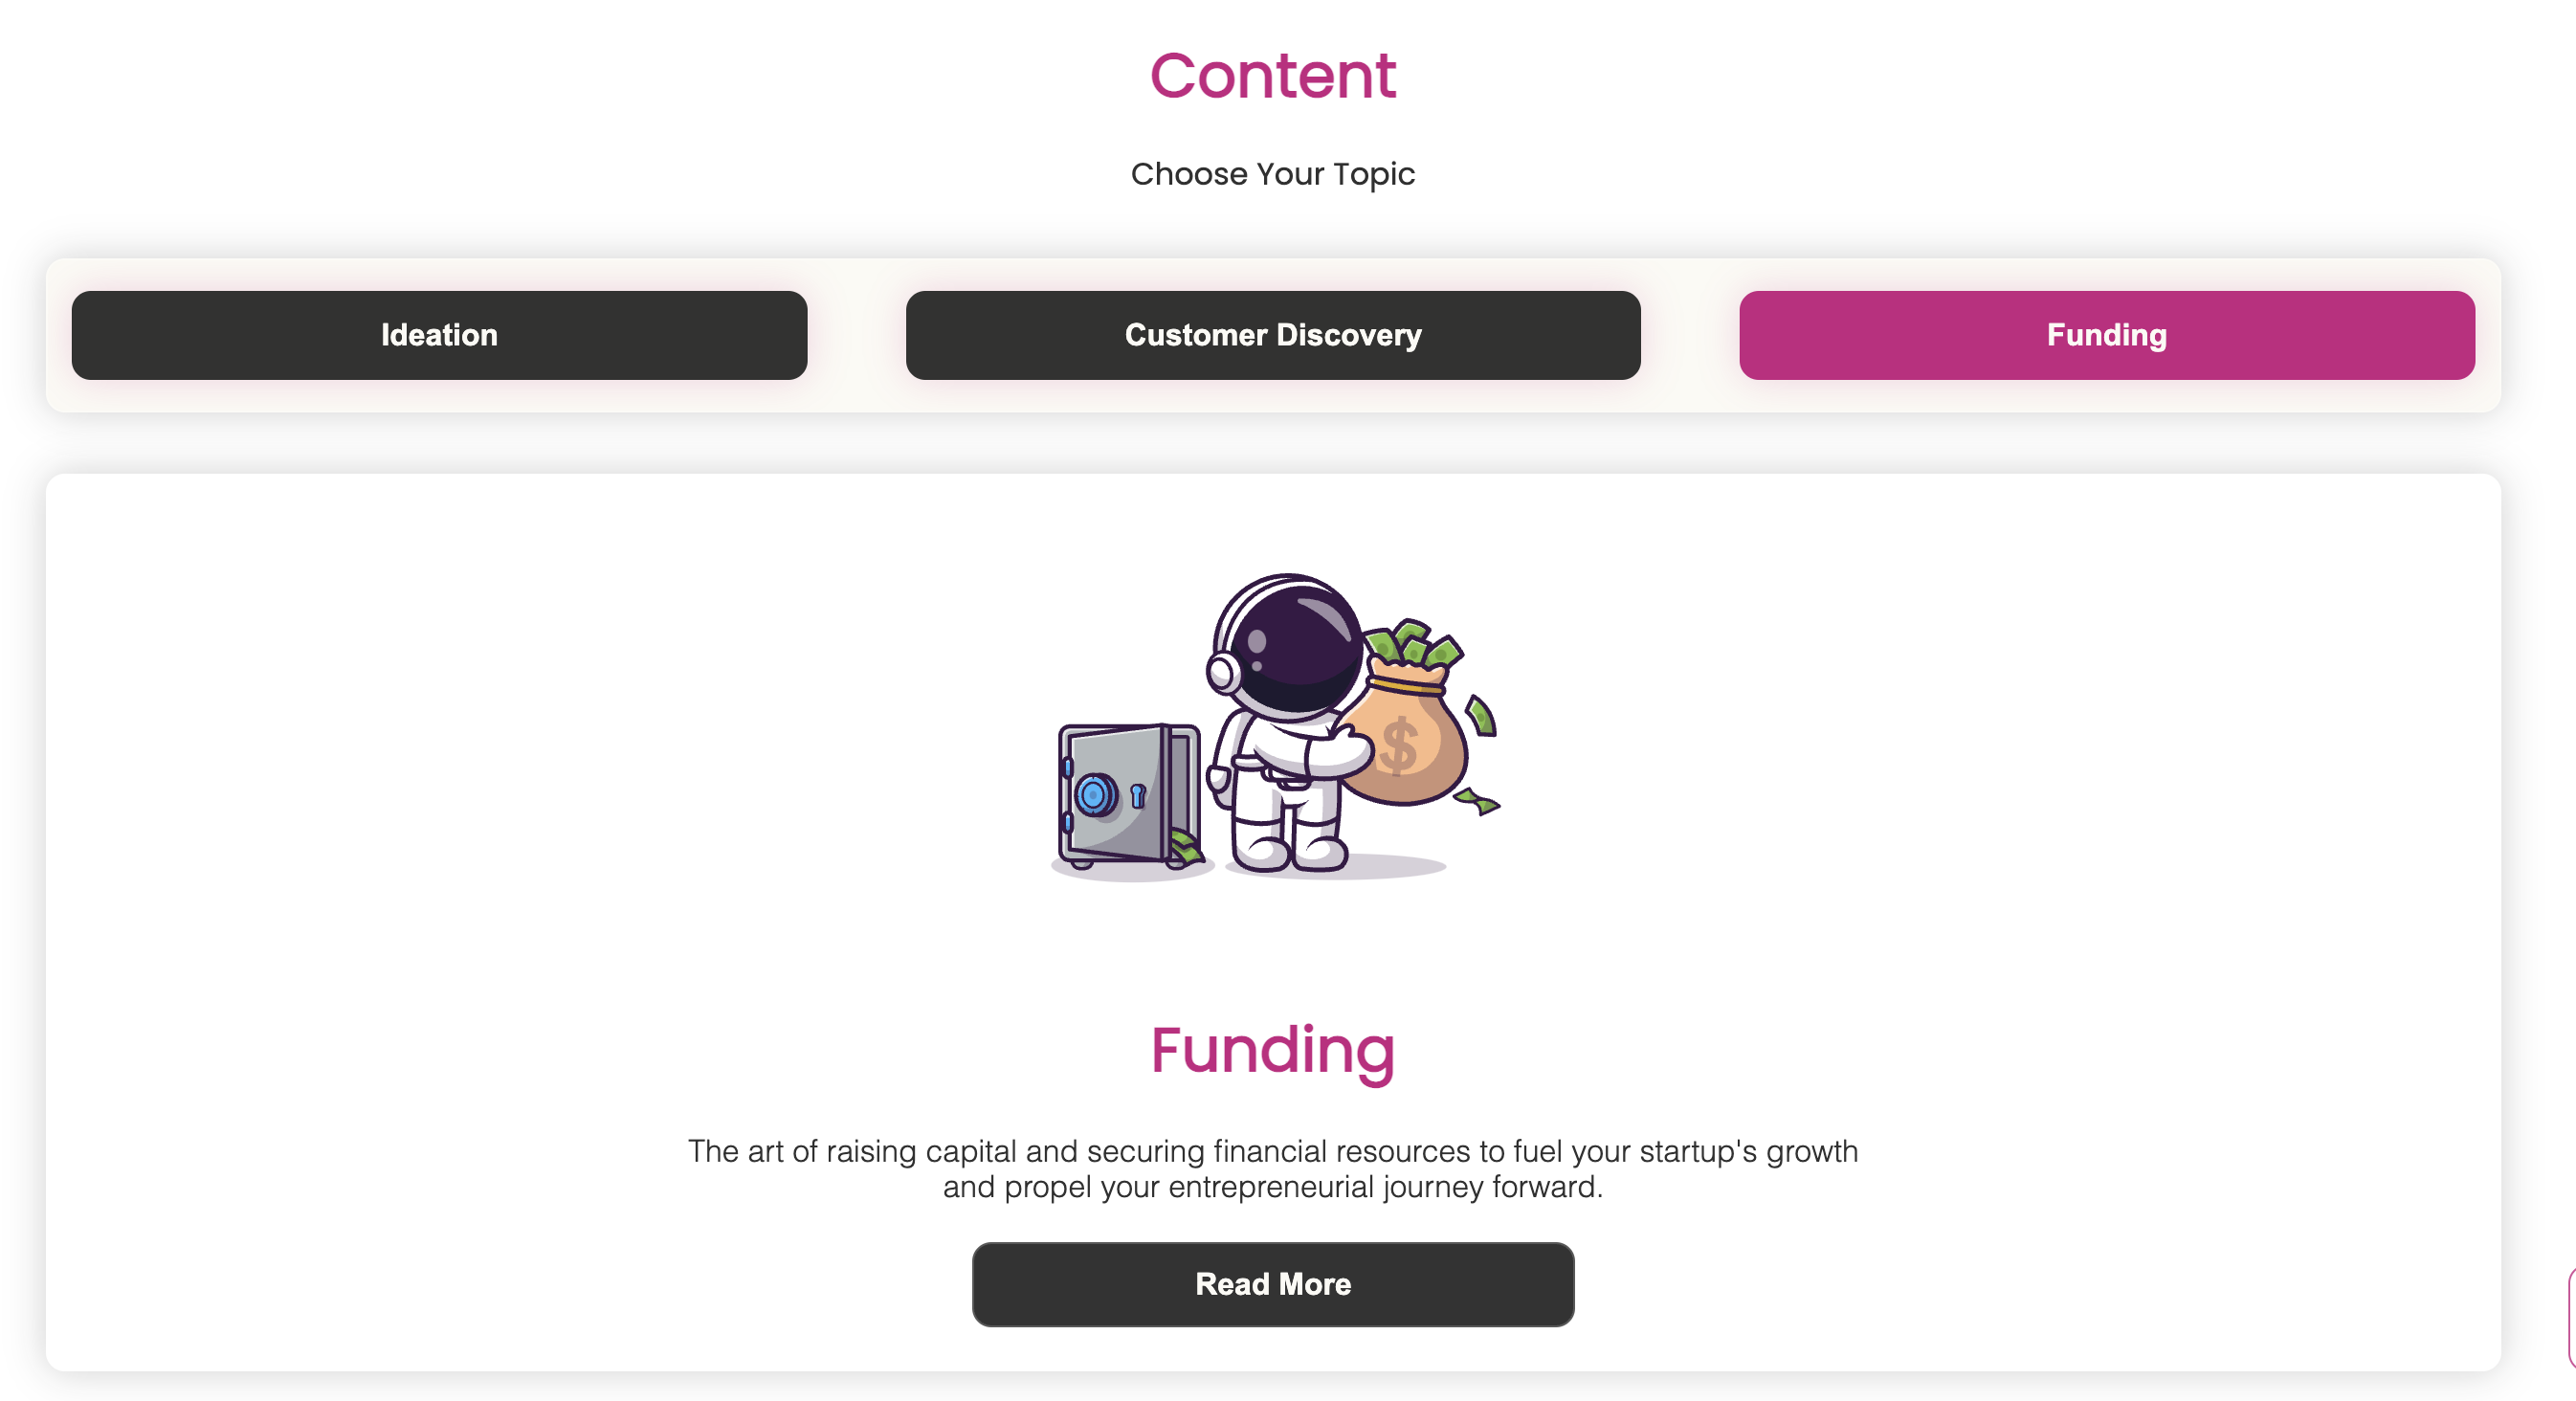 Content
Choose Your Topic
Ideation
Customer Discovery
Funding
$
Funding
The art of raising capital and securing financial resources to fuel your startup's growth
and propel your entrepreneurial journey forward.
Read More